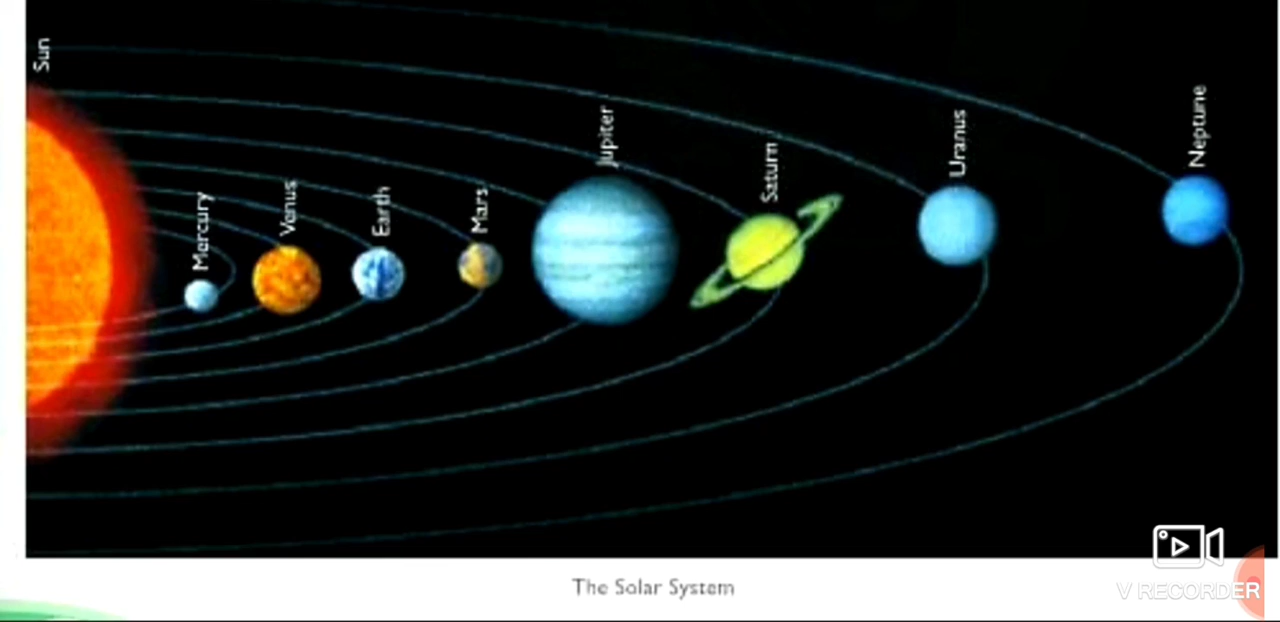 Sun
Mercury
Venus
Earth
Mars
Jupiter
Saturn
Uranus
Neptune
The Solar System
V RECORDER